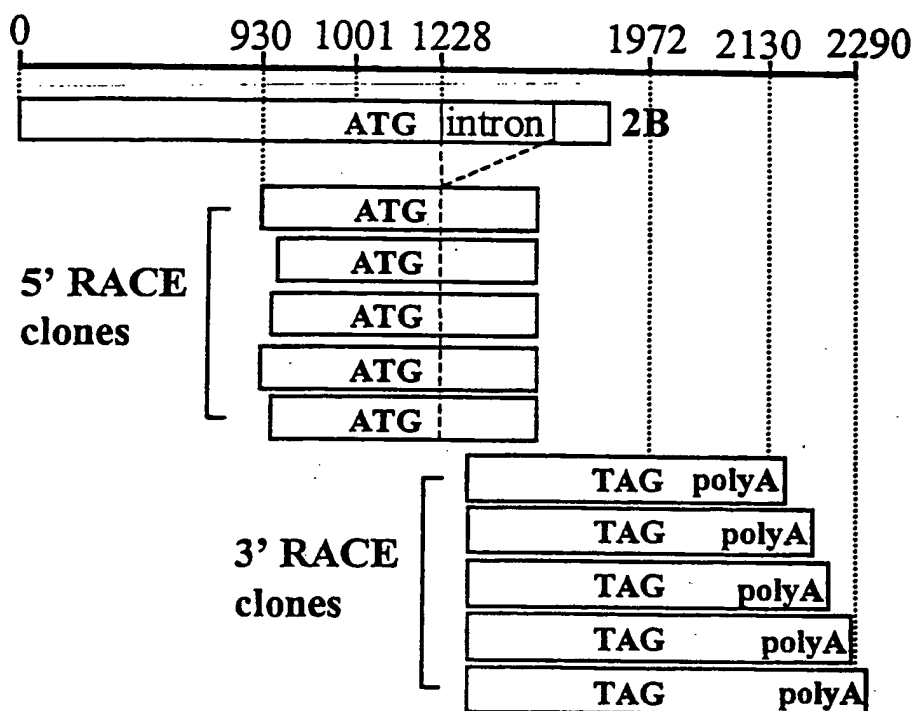 0 930 1001 1228 1972 2130 2290
ATG intron 2B
ATG
5' RACE
clones
ATG
ATG
ATG
ATG
3' RACE
clones
TAG polyA
TAG polyA
TAG polyA
TAG polyA
TAG polyA